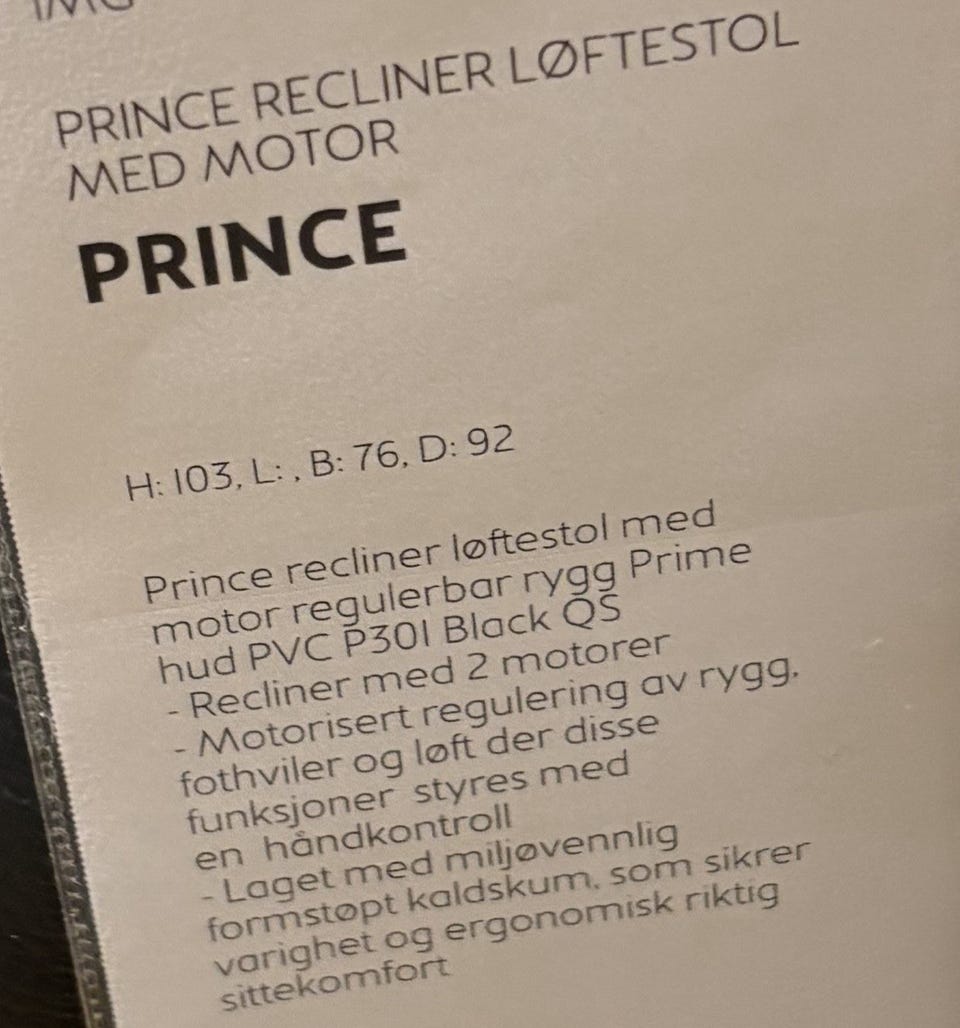 IMG
PRINCE RECLINER LØFTESTOL
MED MOTOR
PRINCE
H: 103, L: , B: 76, D: 92
Prince recliner løftestol med
motor regulerbar rygg Prime
hud PVC P301 Black QS
- Recliner med 2 motorer
- Motorisert regulering av rygg,
fothviler og løft der disse
funksjoner styres med
en håndkontroll
- Laget med miljøvennlig
formstøpt kaldskum, som sikrer
varighet og ergonomisk riktig
sittekomfort